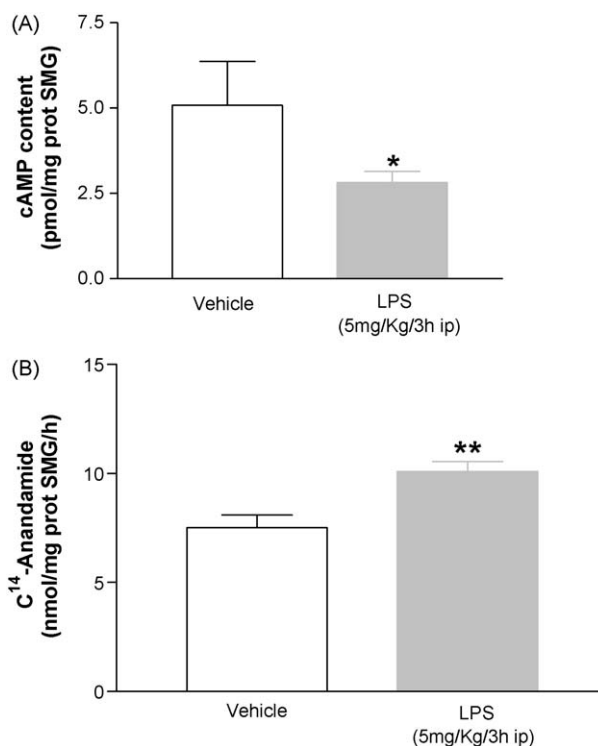 (A)
cAMP content
(pmol/mg prot SMG)
7.5
5.0
2.5
0.0
*
Vehicle
LPS
(5mg/Kg/3h ip)
(B)
C¹⁴-Anandamide
(nmol/mg prot SMG/h)
15
10
5
0
**
Vehicle
LPS
(5mg/Kg/3h ip)